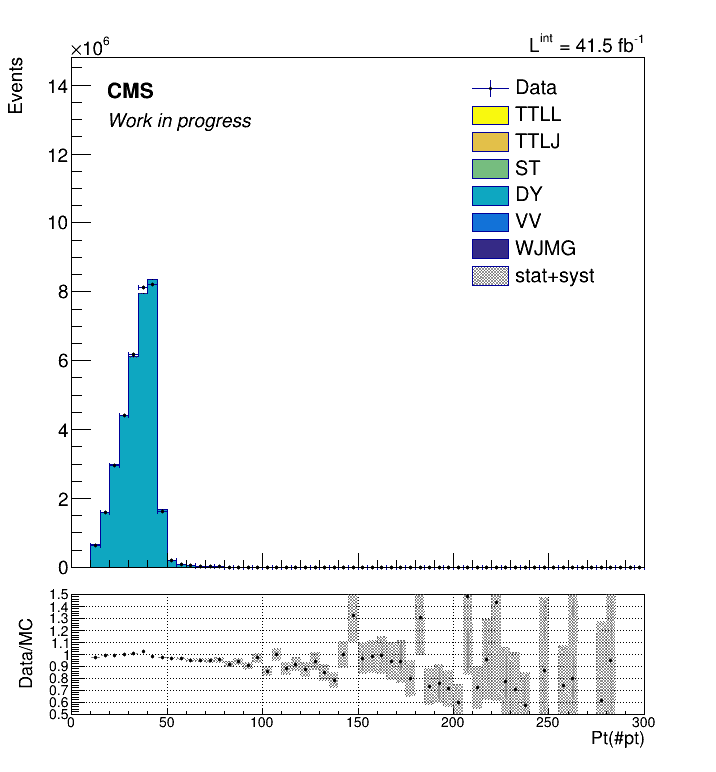 ×10⁶
L^int = 41.5 fb⁻¹
Events
CMS
Work in progress
Data
TTLL
TTLJ
ST
DY
VV
WJMG
stat+syst
14
12
10
8
6
4
2
0
Data/MC
1.5
1.4
1.3
1.2
1.1
1
0.9
0.8
0.7
0.6
0.5
0 50 100 150 200 250 300
Pt(#pt)